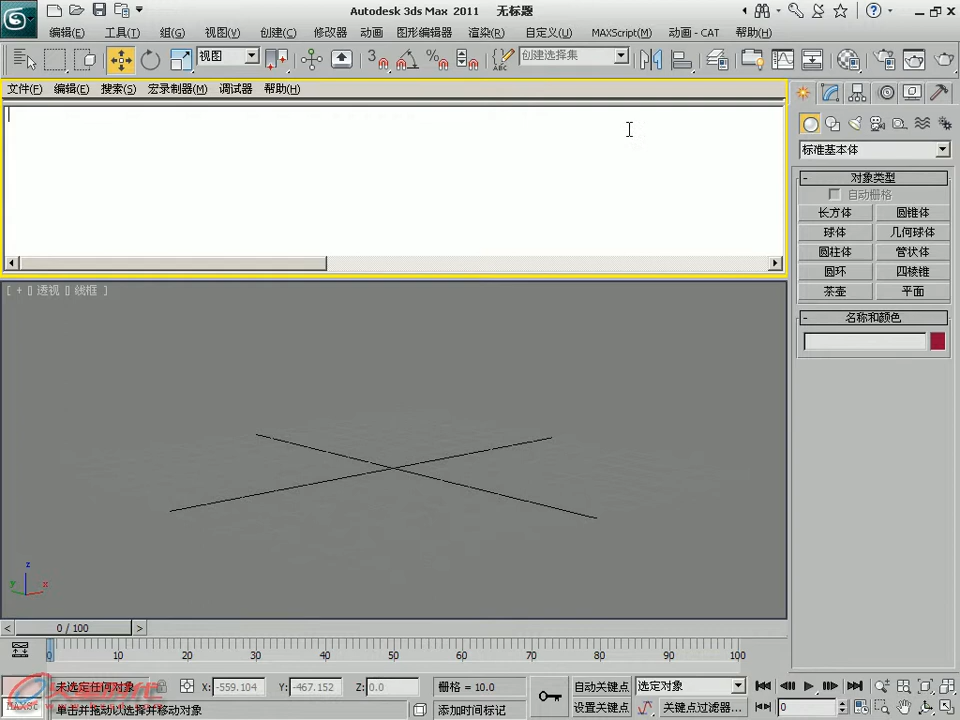 Autodesk 3ds Max 2011 无标题
编辑(E) 工具(T) 组(G) 视图(V) 创建(C) 修改器 动画 图形编辑器 渲染(R) 自定义(U) MAXScript(M) 动画 - CAT 帮助(H)
视图 3 ABC 创建选择集
文件(F) 编辑(E) 搜索(S) 宏录制器(M) 调试器 帮助(H)
标准基本体
- 对象类型
自动栅格
长方体 圆锥体
球体 几何球体
圆柱体 管状体
圆环 四棱锥
茶壶 平面
- 名称和颜色
[ + [] 透视 [] 线框 ]
z
y x
< 0 / 100 >
0 10 20 30 40 50 60 70 80 90 100
未选定任何对象 X: -559.104 Y: -467.152 Z: 0.0 栅格 = 10.0 自动关键点 选定对象
MAXSc 单击并拖动以选择并移动对象 添加时间标记 设置关键点 关键点过滤器... 0